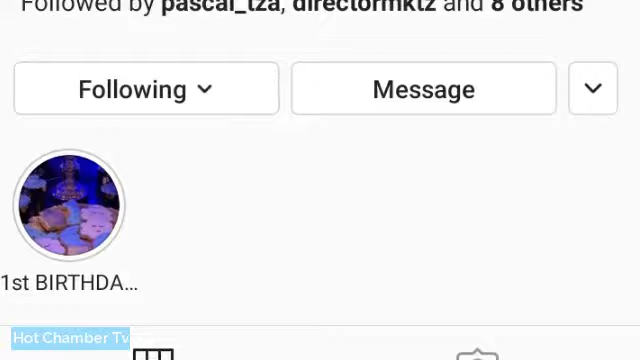 Followed by pascal_tza, directormktz and 8 others
Following
Message
1st BIRTHDA...
Hot Chamber Tv